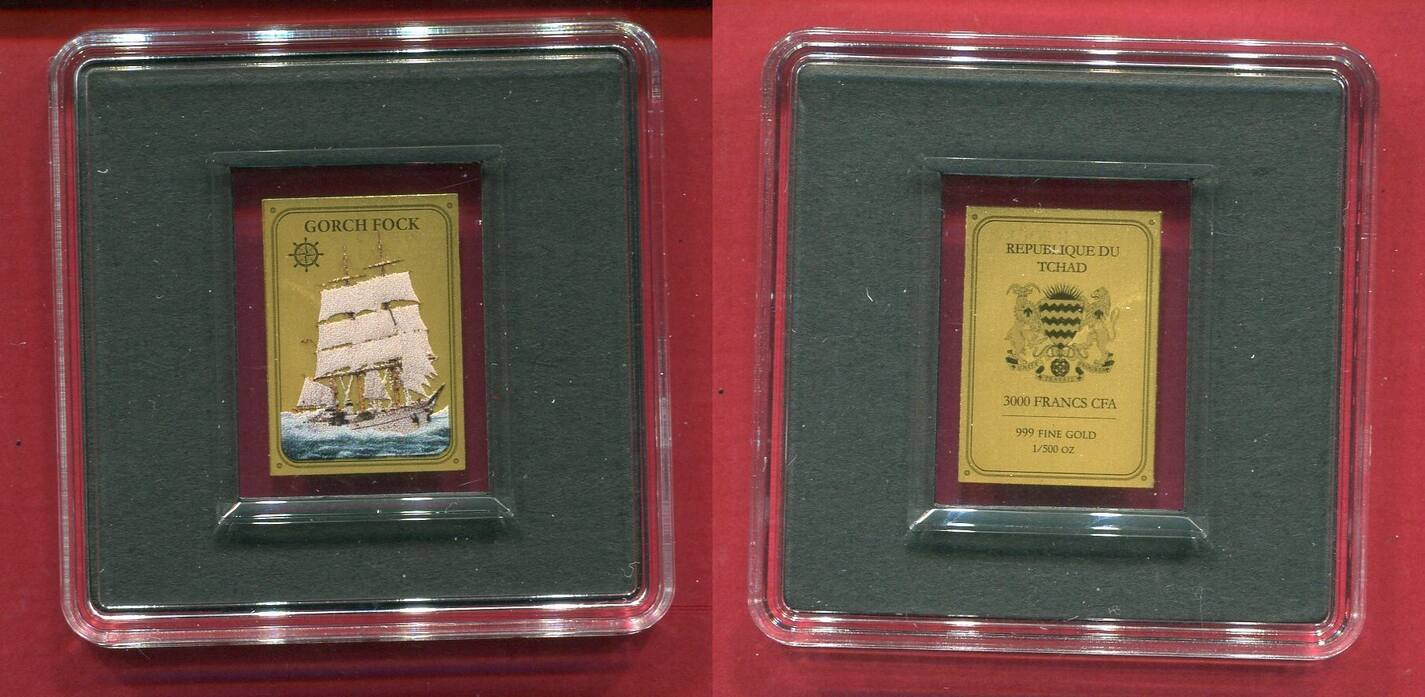 GORCH FOCK
REPUBLIQUE DU
TCHAD
3000 FRANCS CFA
999 FINE GOLD
1/500 OZ